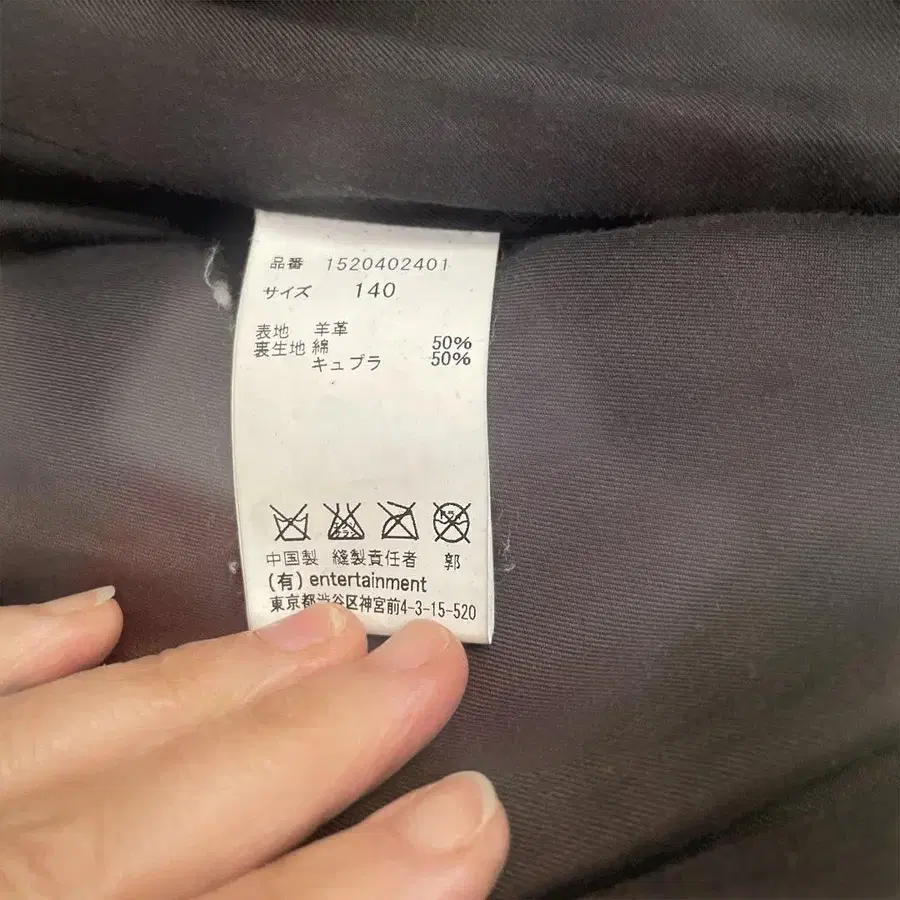 品番 1520402401
サイズ 140
表地 羊革
裏生地 綿 50%
キュプラ 50%
中国製 縫製責任者 郭
(有) entertainment
東京都渋谷区神宮前4-3-15-520